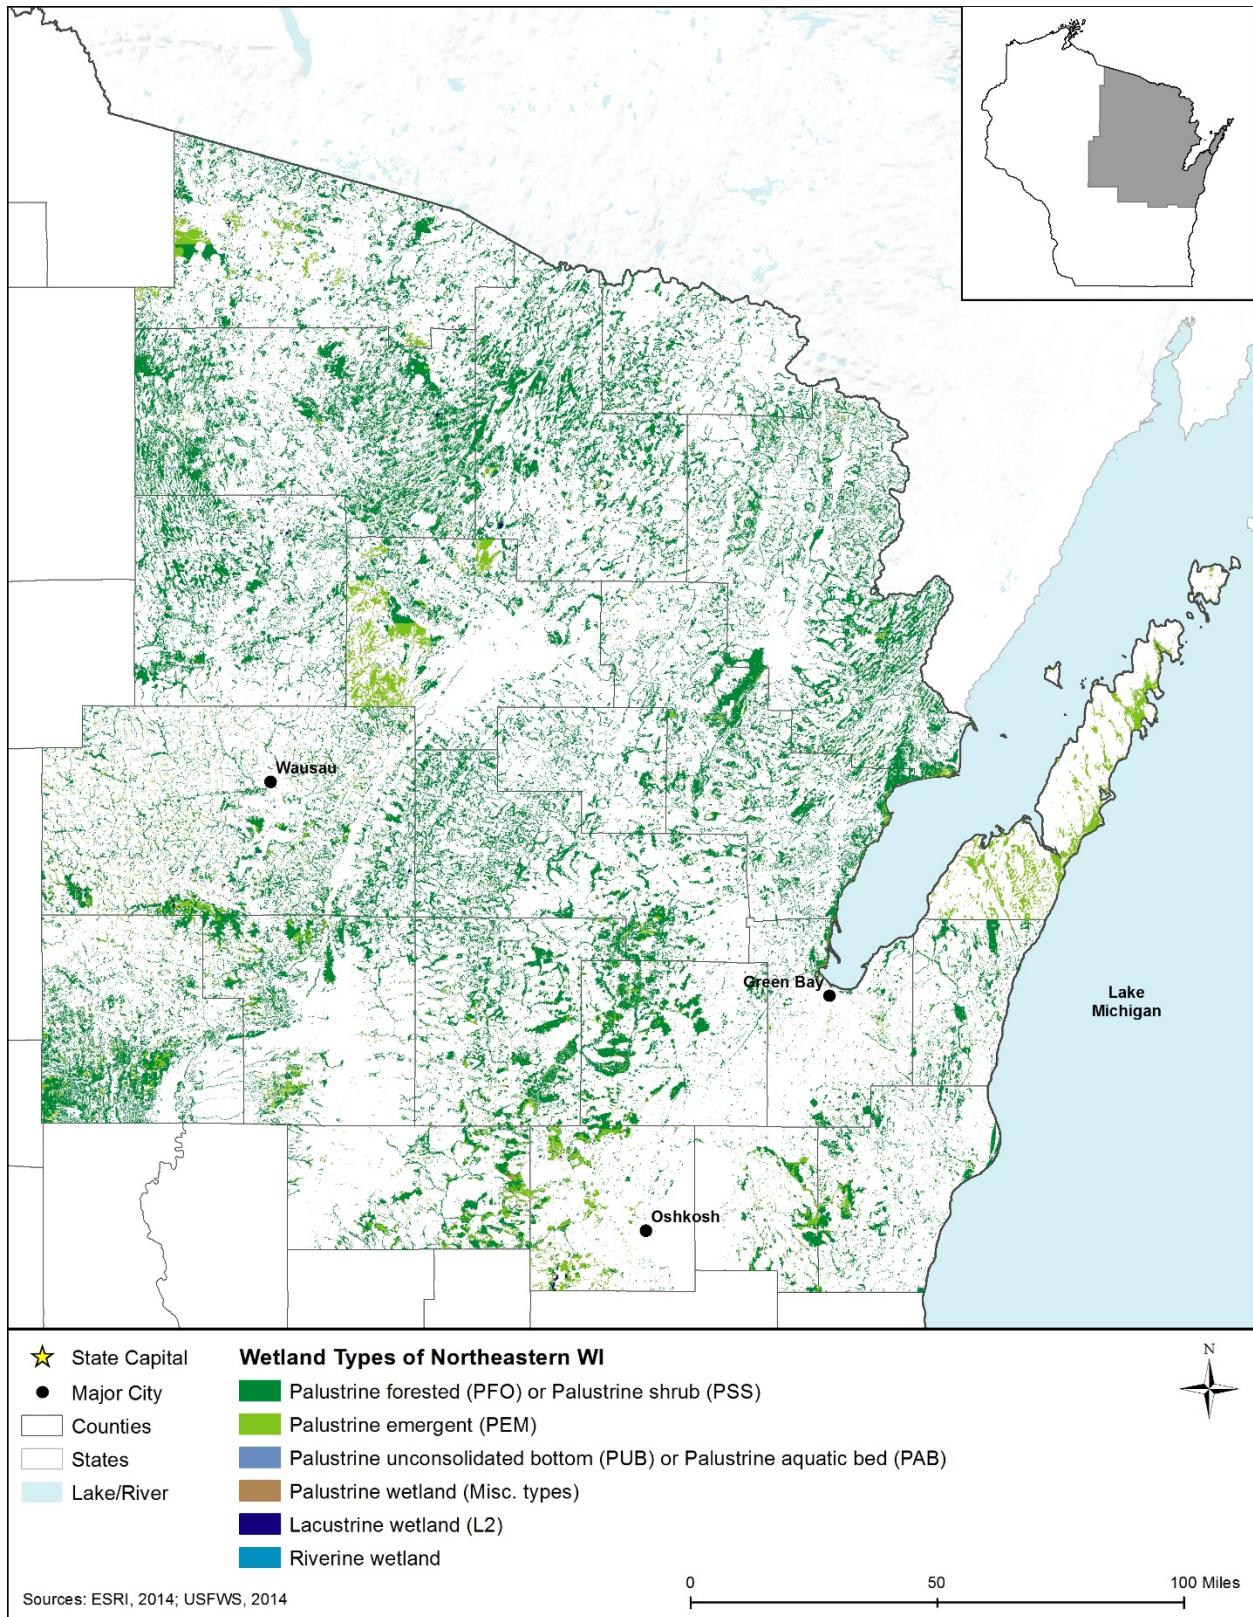 Wausau
Green Bay
Lake
Michigan
Oshkosh
State Capital
Major City
Counties
States
Lake/River
Wetland Types of Northeastern WI
Palustrine forested (PFO) or Palustrine shrub (PSS)
Palustrine emergent (PEM)
Palustrine unconsolidated bottom (PUB) or Palustrine aquatic bed (PAB)
Palustrine wetland (Misc. types)
Lacustrine wetland (L2)
Riverine wetland
N
0 50 100 Miles
Sources: ESRI, 2014; USFWS, 2014